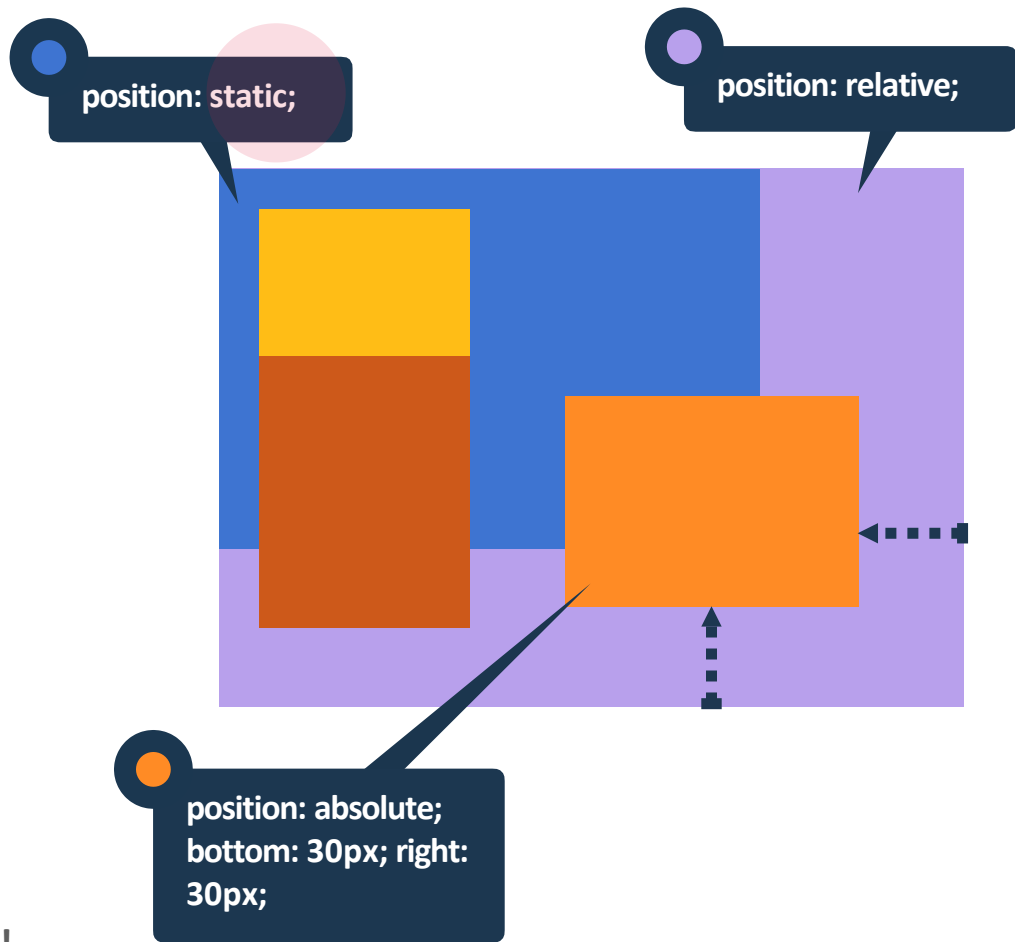 position: static;
position: relative;
position: absolute;
bottom: 30px; right:
30px;